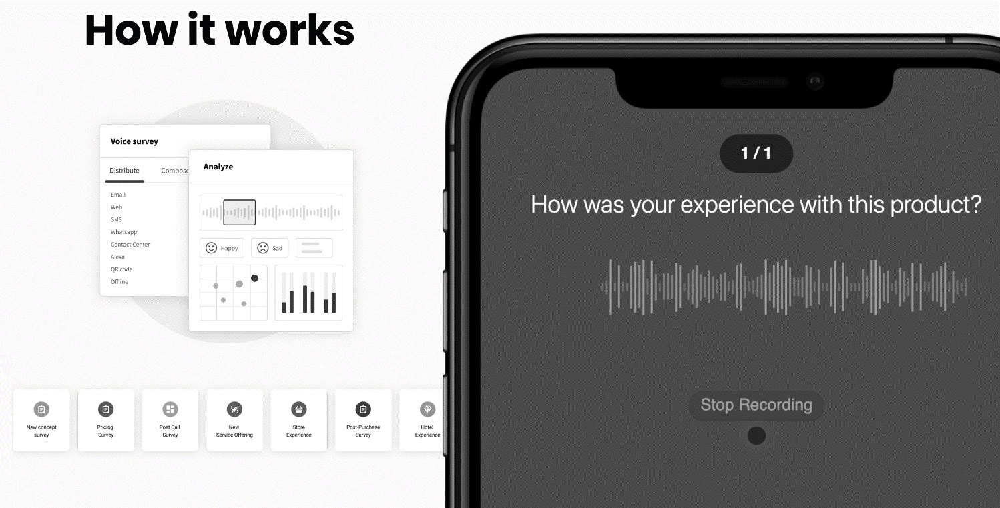 How it works
Voice survey
Distribute
Compose
Email
Web
SMS
Whatsapp
Contact Center
Alexa
QR code
Offline
Analyze
Happy
Sad
New concept
survey
Pricing
Survey
Post Call
Survey
New
Service Offering
Store
Experience
Post-Purchase
Survey
Hotel
Experience
1 / 1
How was your experience with this product?
Stop Recording